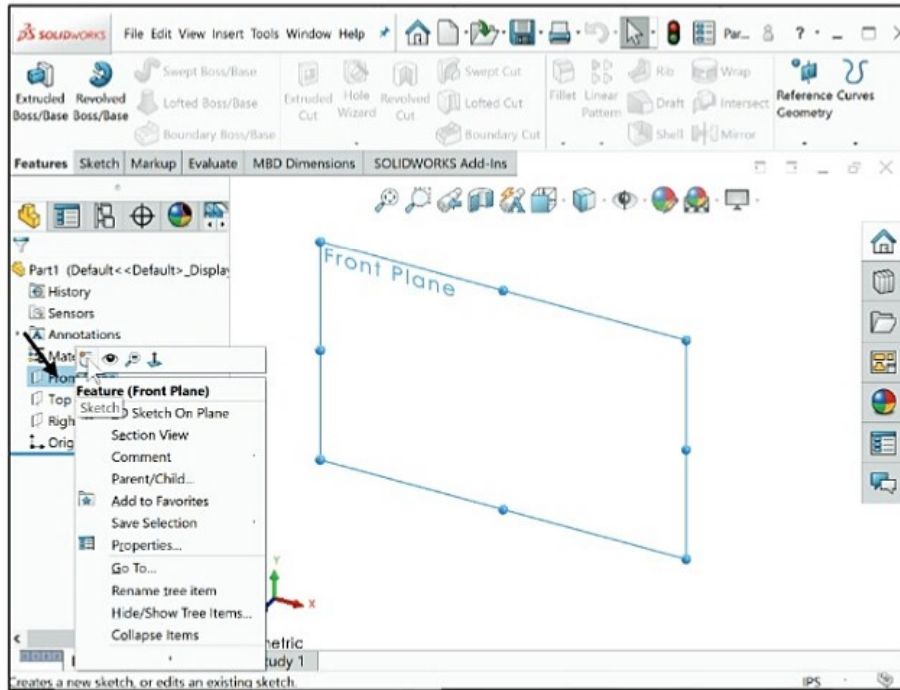 SOLIDWORKS File Edit View Insert Tools Window Help Par... ?
Extruded Boss/Base
Revolved Boss/Base
Swept Boss/Base
Lofted Boss/Base
Boundary Boss/Base
Extruded Cut
Hole Wizard
Revolved Cut
Swept Cut
Lofted Cut
Boundary Cut
Fillet
Linear Pattern
Rib
Draft
Shell
Wrap
Intersect
Mirror
Reference Geometry
Curves
Features Sketch Markup Evaluate MBD Dimensions SOLIDWORKS Add-Ins
Part1 (Default<<Default>_Display
History
Sensors
Annotations
Mate
Fron
Top
Righ
Orig
Front Plane
Feature (Front Plane)
Sketch
D Sketch On Plane
Section View
Comment
Parent/Child...
Add to Favorites
Save Selection
Properties...
Go To...
Rename tree item
Hide/Show Tree Items...
Collapse Items
Y
X
metric
tudy 1
Creates a new sketch, or edits an existing sketch.
IPS